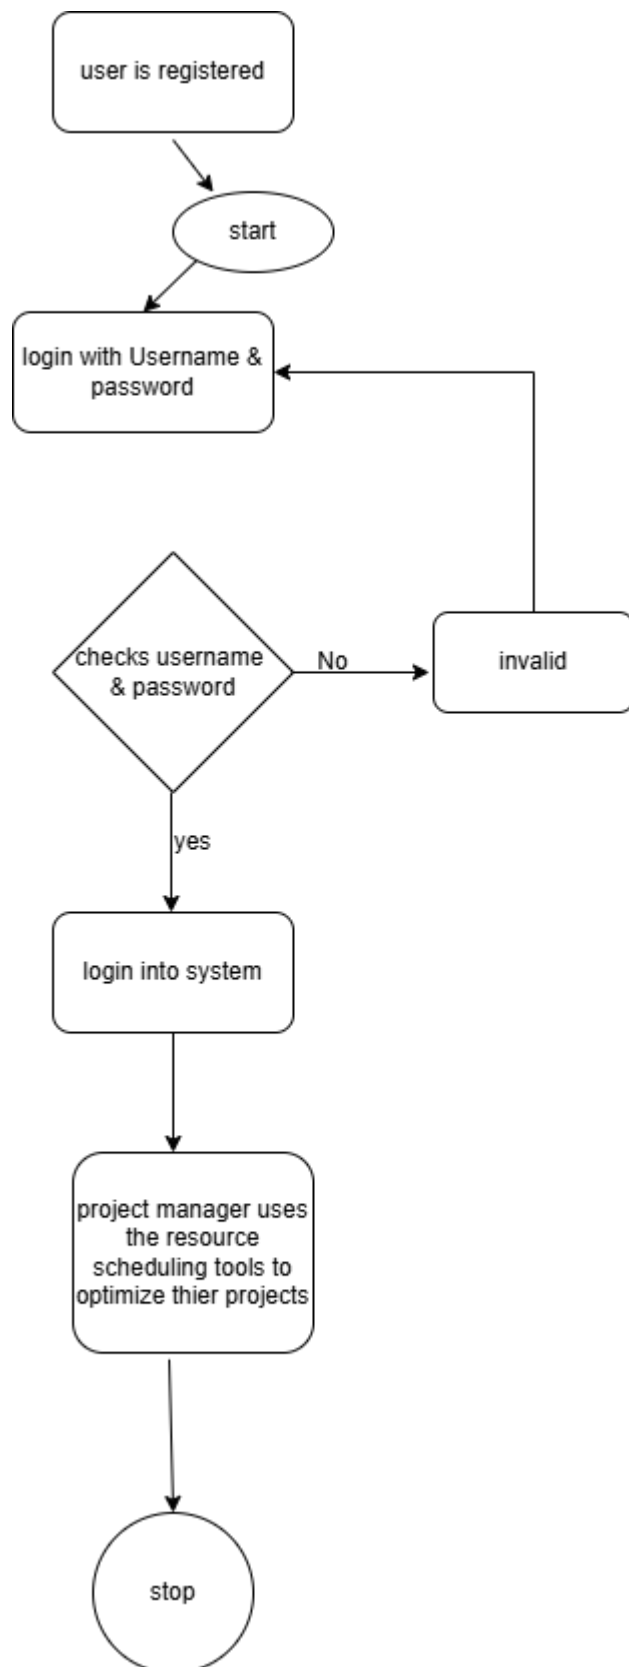 user is registered
start
login with Username &
password
checks username
& password
No
invalid
yes
login into system
project manager uses
the resource
scheduling tools to
optimize thier projects
stop